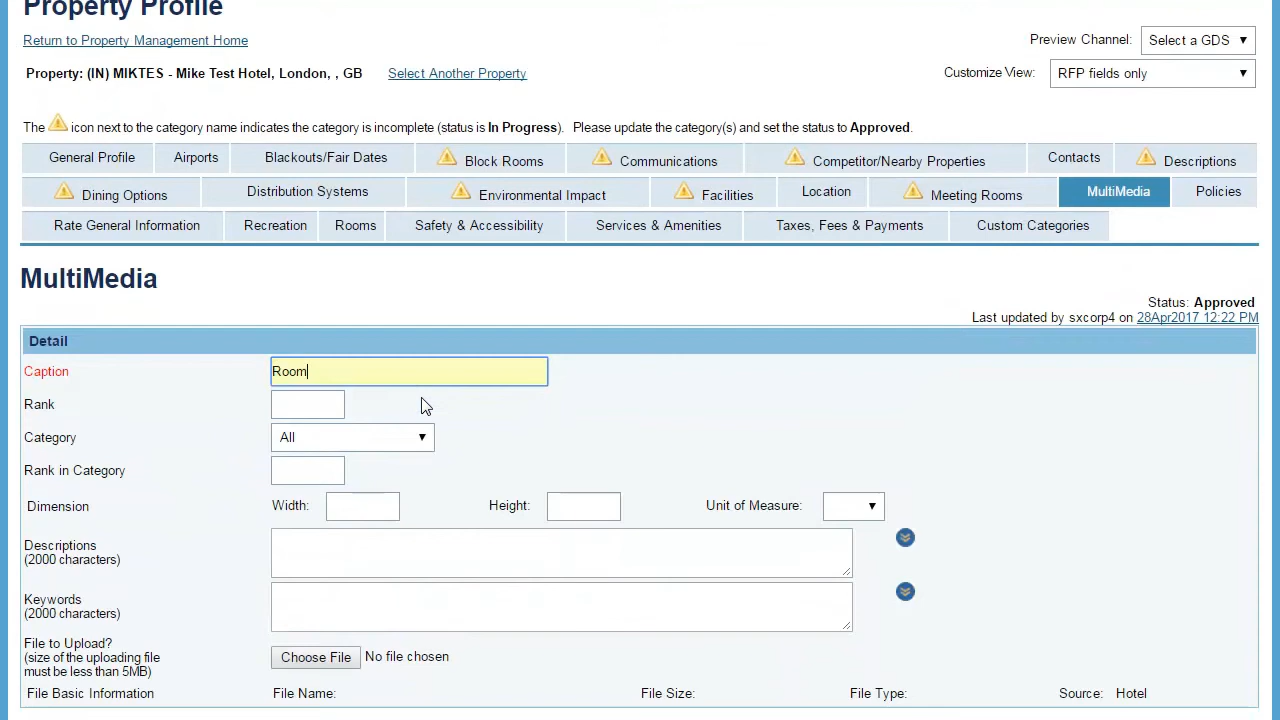 Property Profile
Return to Property Management Home
Preview Channel: Select a GDS
Property: (IN) MIKTES - Mike Test Hotel, London, , GB Select Another Property
Customize View: RFP fields only
The icon next to the category name indicates the category is incomplete (status is In Progress). Please update the category(s) and set the status to Approved.
General Profile Airports Blackouts/Fair Dates Block Rooms Communications Competitor/Nearby Properties Contacts Descriptions
Dining Options Distribution Systems Environmental Impact Facilities Location Meeting Rooms MultiMedia Policies
Rate General Information Recreation Rooms Safety & Accessibility Services & Amenities Taxes, Fees & Payments Custom Categories
MultiMedia
Status: Approved
Last updated by sxcorp4 on 28Apr2017 12:22 PM
Detail
Caption Room
Rank
Category All
Rank in Category
Dimension Width: Height: Unit of Measure:
Descriptions
(2000 characters)
Keywords
(2000 characters)
File to Upload?
(size of the uploading file
must be less than 5MB)
Choose File No file chosen
File Basic Information File Name: File Size: File Type: Source: Hotel